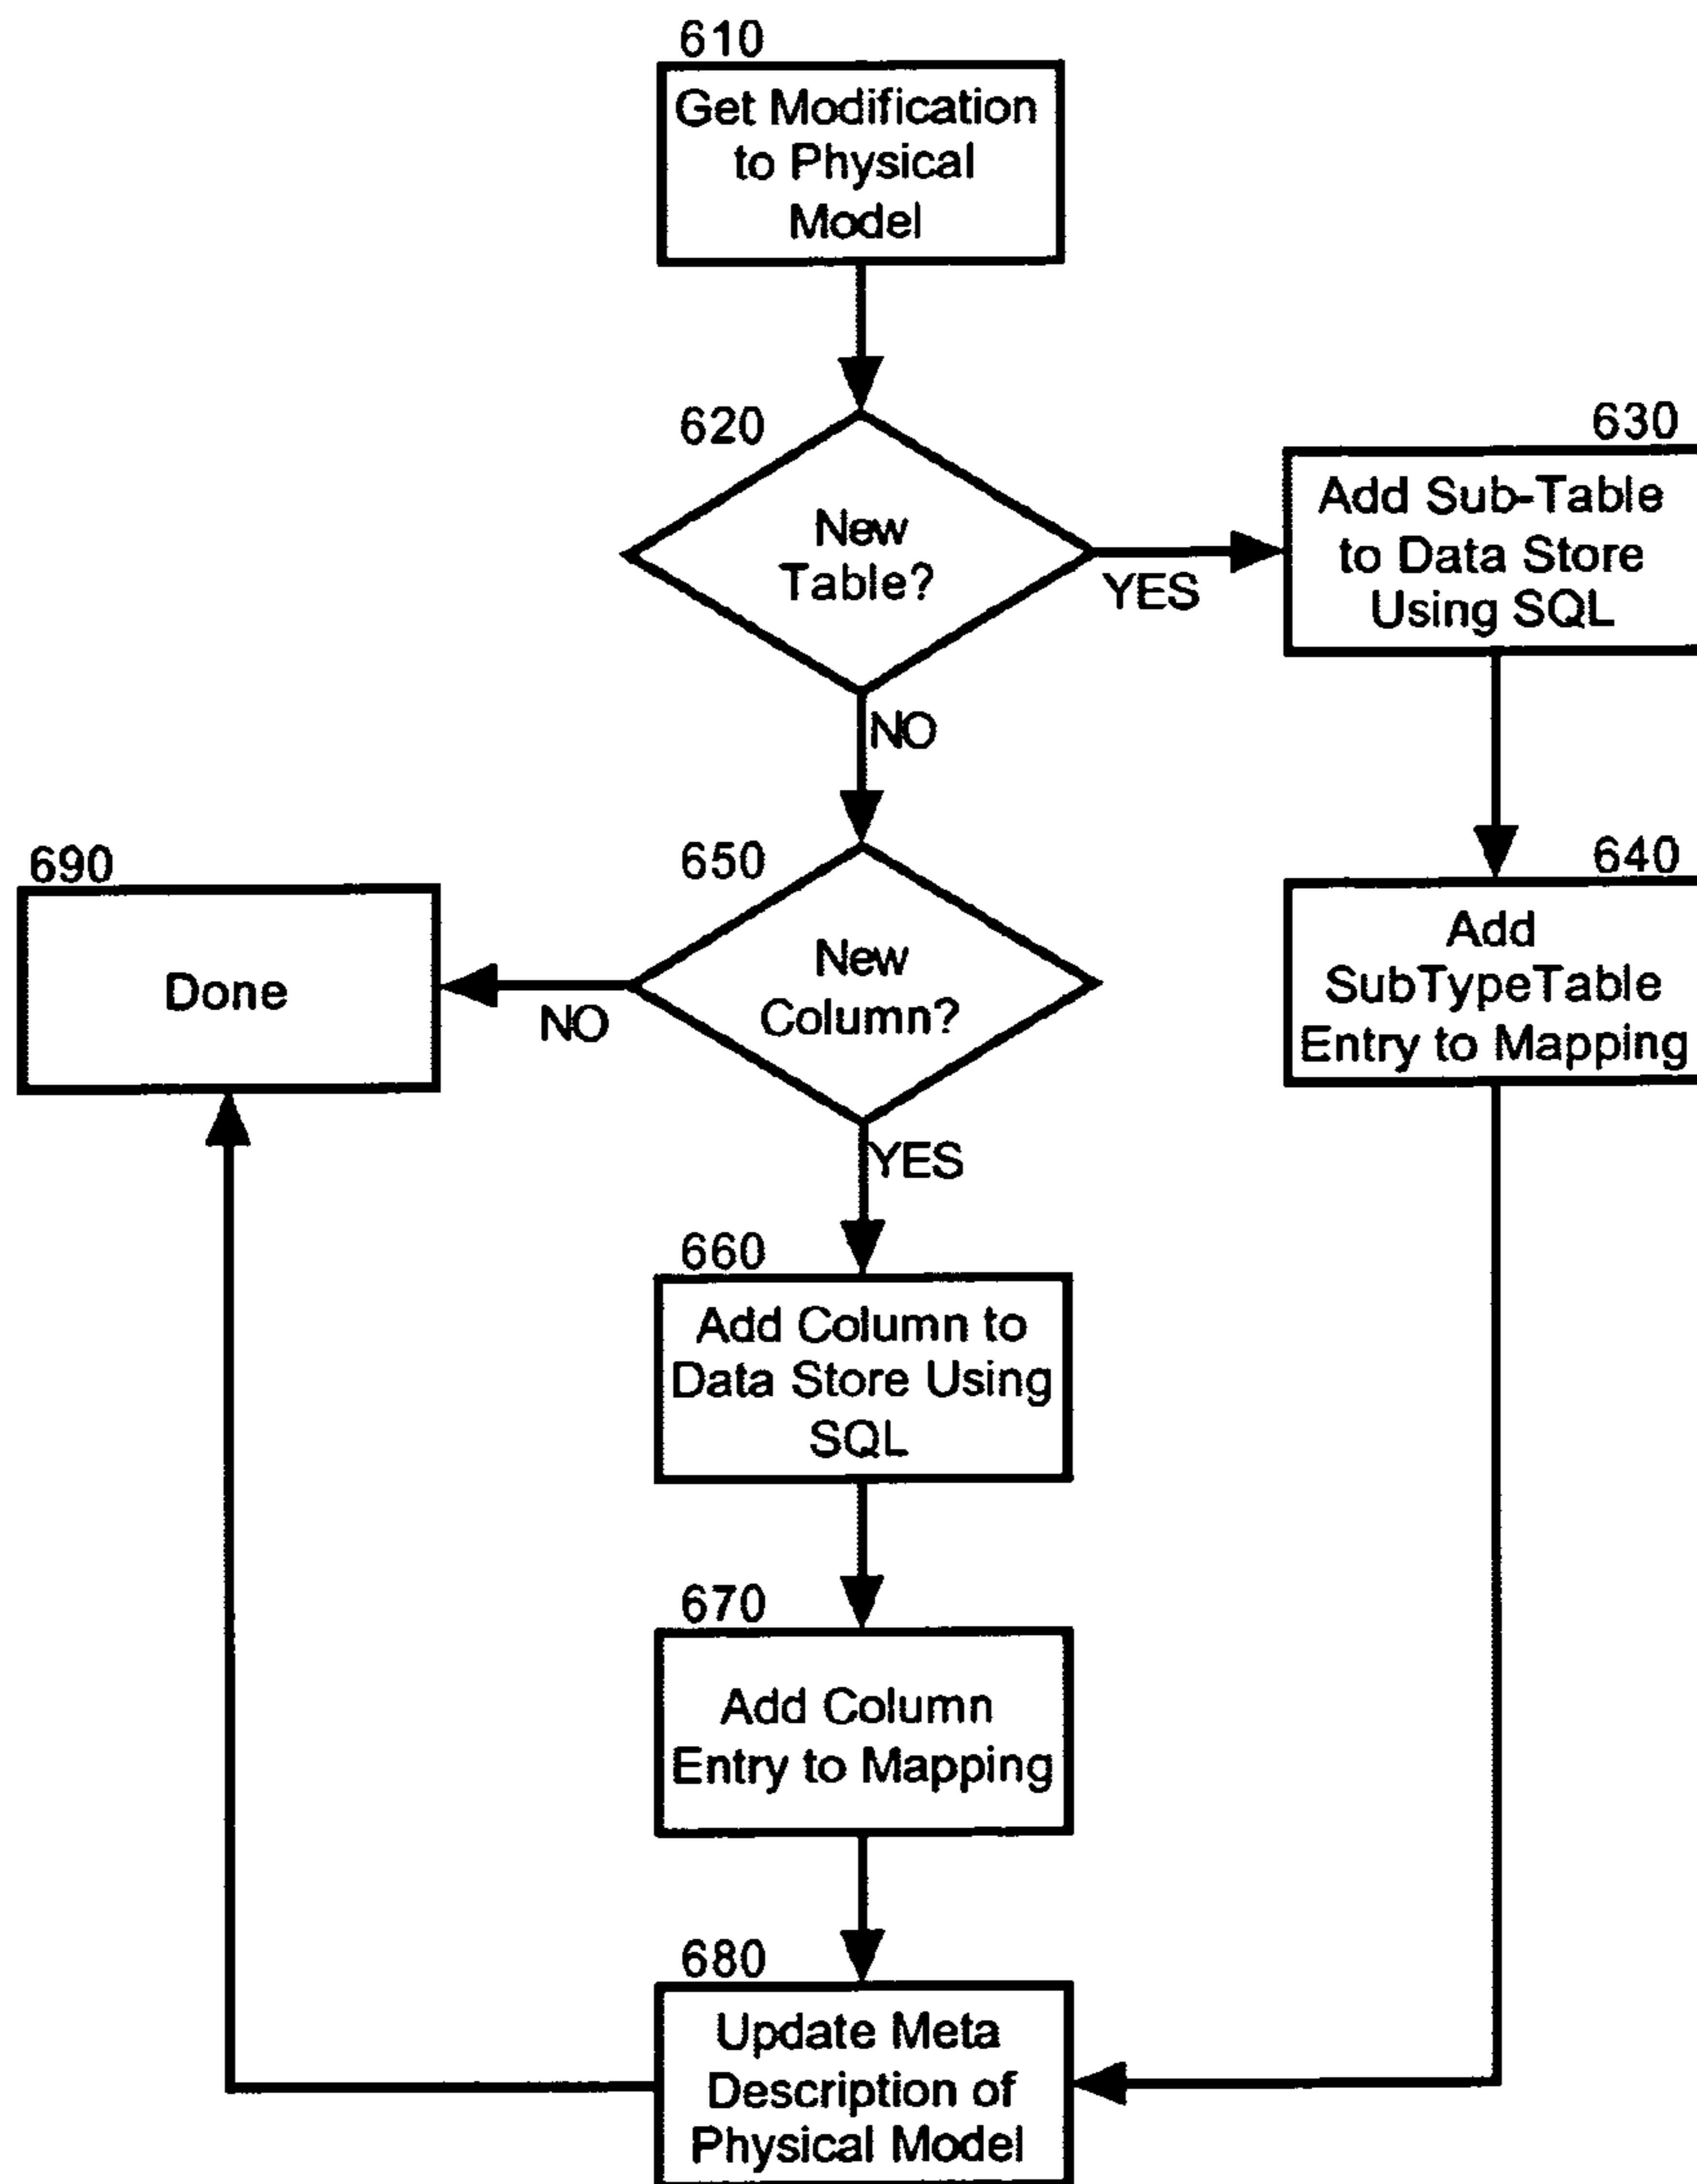 610
Get Modification
to Physical
Model
620
New
Table?
YES
NO
630
Add Sub-Table
to Data Store
Using SQL
640
Add
SubTypeTable
Entry to Mapping
650
New
Column?
NO
YES
690
Done
660
Add Column to
Data Store Using
SQL
670
Add Column
Entry to Mapping
680
Update Meta
Description of
Physical Model